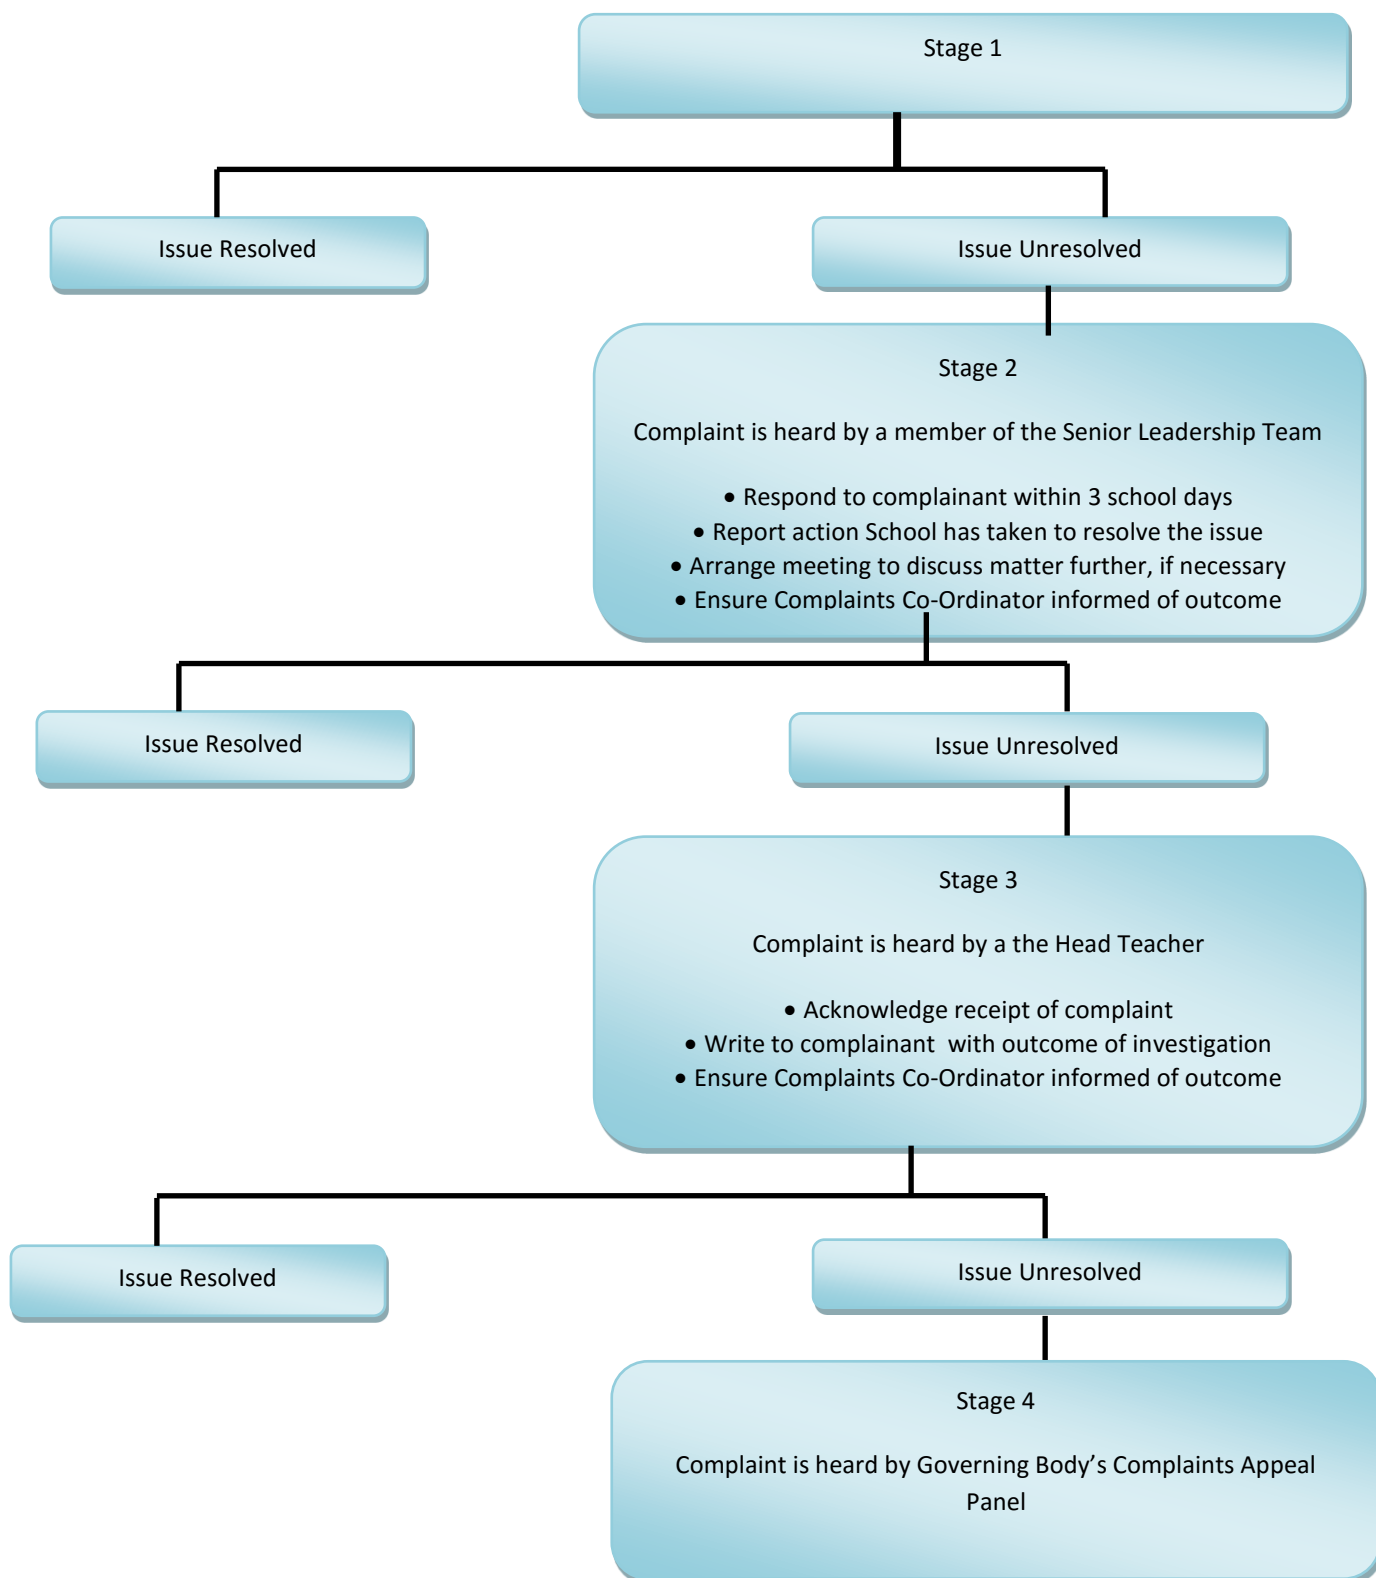 Stage 1
Issue Resolved
Issue Unresolved
Stage 2
Complaint is heard by a member of the Senior Leadership Team
• Respond to complainant within 3 school days
• Report action School has taken to resolve the issue
• Arrange meeting to discuss matter further, if necessary
• Ensure Complaints Co-Ordinator informed of outcome
Issue Resolved
Issue Unresolved
Stage 3
Complaint is heard by a the Head Teacher
• Acknowledge receipt of complaint
• Write to complainant  with outcome of investigation
• Ensure Complaints Co-Ordinator informed of outcome
Issue Resolved
Issue Unresolved
Stage 4
Complaint is heard by Governing Body’s Complaints Appeal
Panel